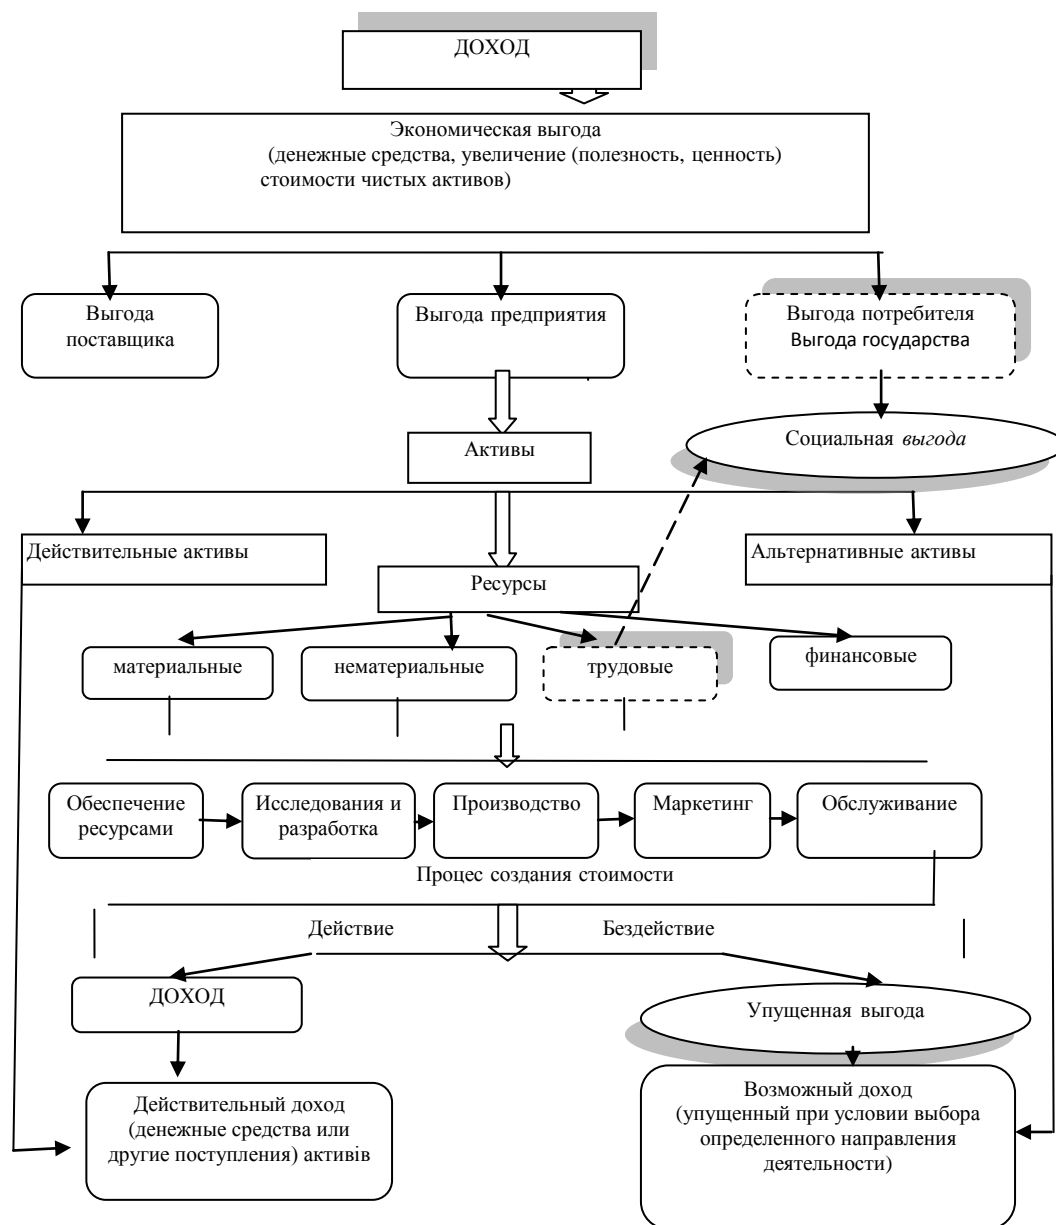 ДОХОД
Экономическая выгода
(денежные средства, увеличение (полезность, ценность)
стоимости чистых активов)
Выгода
поставщика
Выгода предприятия
Выгода потребителя
Выгода государства
Социальная выгода
Активы
Действительные активы
Альтернативные активы
Ресурсы
материальные
нематериальные
трудовые
финансовые
Обеспечение
ресурсами
Исследования и
разработка
Производство
Маркетинг
Обслуживание
Процес создания стоимости
Действие
Бездействие
ДОХОД
Упущенная выгода
Действительный доход
(денежные средства или
другие поступления) активів
Возможный доход
(упущенный при условии выбора
определенного направления
деятельности)